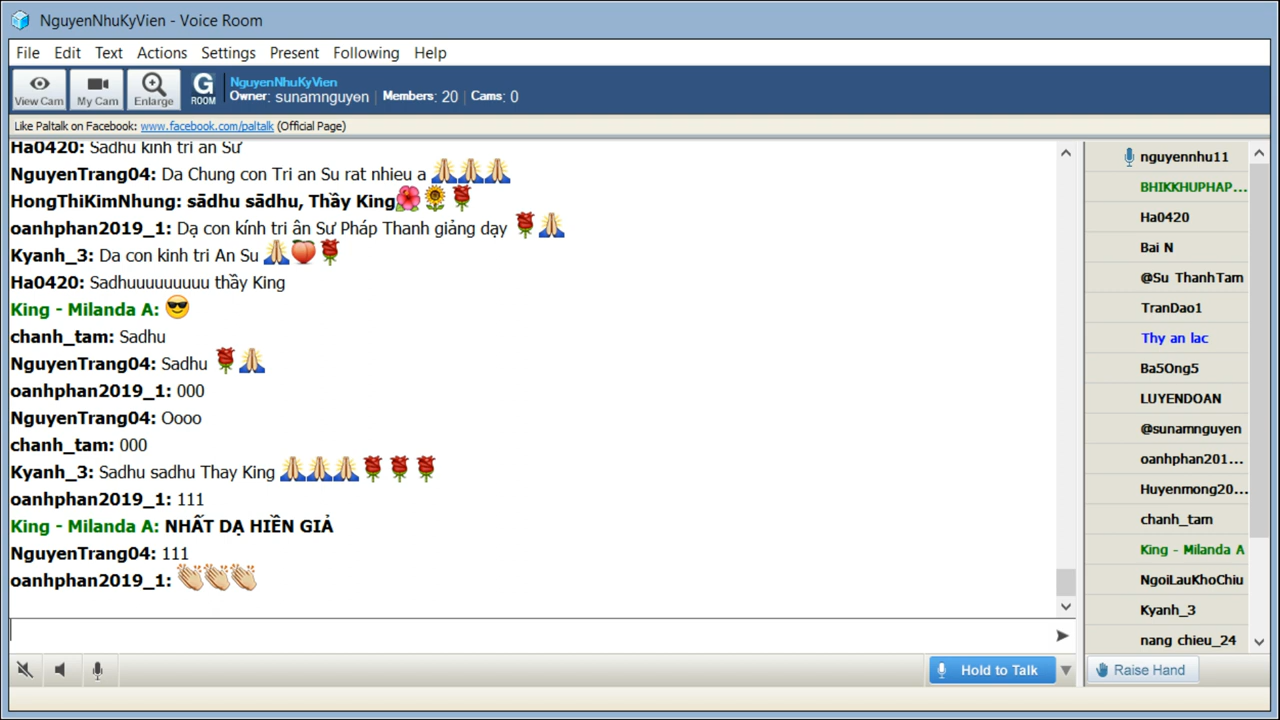 NguyenNhuKyVien - Voice Room
File Edit Text Actions Settings Present Following Help
View Cam My Cam Enlarge G ROOM
NguyenNhuKyVien
Owner: sunamnguyen | Members: 20 | Cams: 0
Like Paltalk on Facebook: www.facebook.com/paltalk (Official Page)
Ha0420: Sadhu kinh tri an Sư
NguyenTrang04: Da Chung con Tri an Su rat nhieu a 🙏🙏🙏
HongThiKimNhung: sādhu sādhu, Thầy King🌺🌻🌹
oanhphan2019_1: Dạ con kính tri ân Sư Pháp Thanh giảng dạy 🌹🙏
Kyanh_3: Da con kinh tri An Su 🙏🍑🌹
Ha0420: Sadhuuuuuuuuu thầy King
King - Milanda A: 😎
chanh_tam: Sadhu
NguyenTrang04: Sadhu 🌹🙏
oanhphan2019_1: 000
NguyenTrang04: Oooo
chanh_tam: 000
Kyanh_3: Sadhu sadhu Thay King 🙏🙏🙏🌹🌹🌹
oanhphan2019_1: 111
King - Milanda A: NHẤT DẠ HIỀN GIẢ
NguyenTrang04: 111
oanhphan2019_1: 👏👏👏
Hold to Talk
nguyennhu11
BHIKKHUPHAP...
Ha0420
Bai N
@Su ThanhTam
TranDao1
Thy an lac
Ba5Ong5
LUYENDOAN
@sunamnguyen
oanhphan201...
Huyenmong20...
chanh_tam
King - Milanda A
NgoiLauKhoChiu
Kyanh_3
nang chieu_24
Raise Hand